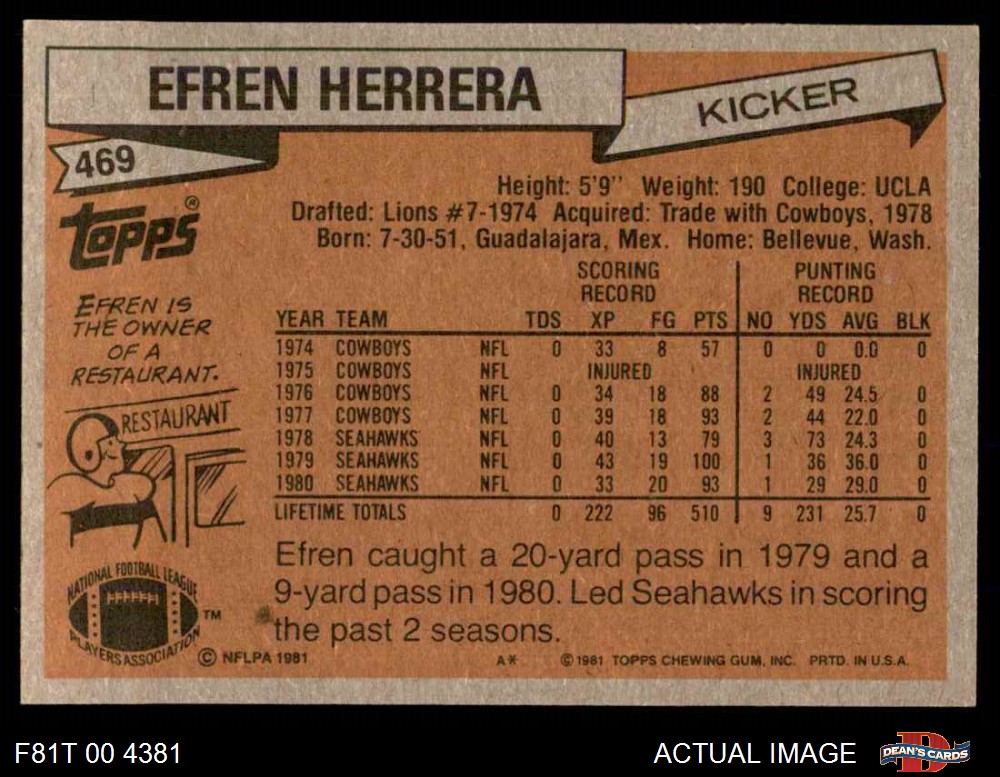 EFREN HERRERA
KICKER
469
Topps®
Height: 5'9" Weight: 190 College: UCLA
Drafted: Lions #7-1974 Acquired: Trade with Cowboys, 1978
Born: 7-30-51, Guadalajara, Mex. Home: Bellevue, Wash.
EFREN IS
THE OWNER
OF A
RESTAURANT.
RESTAURANT
SCORING PUNTING
RECORD RECORD
YEAR TEAM TDS XP FG PTS NO YDS AVG BLK
1974 COWBOYS NFL 0 33 8 57 0 0 0.0 0
1975 COWBOYS NFL INJURED INJURED
1976 COWBOYS NFL 0 34 18 88 2 49 24.5 0
1977 COWBOYS NFL 0 39 18 93 2 44 22.0 0
1978 SEAHAWKS NFL 0 40 13 79 3 73 24.3 0
1979 SEAHAWKS NFL 0 43 19 100 1 36 36.0 0
1980 SEAHAWKS NFL 0 33 20 93 1 29 29.0 0
LIFETIME TOTALS 0 222 96 510 9 231 25.7 0
Efren caught a 20-yard pass in 1979 and a
9-yard pass in 1980. Led Seahawks in scoring
the past 2 seasons.
NATIONAL FOOTBALL LEAGUE
PLAYERS ASSOCIATION
TM
© NFLPA 1981 A* © 1981 TOPPS CHEWING GUM, INC. PRTD. IN U.S.A.
F81T 00 4381 ACTUAL IMAGE
D
DEAN'S CARDS